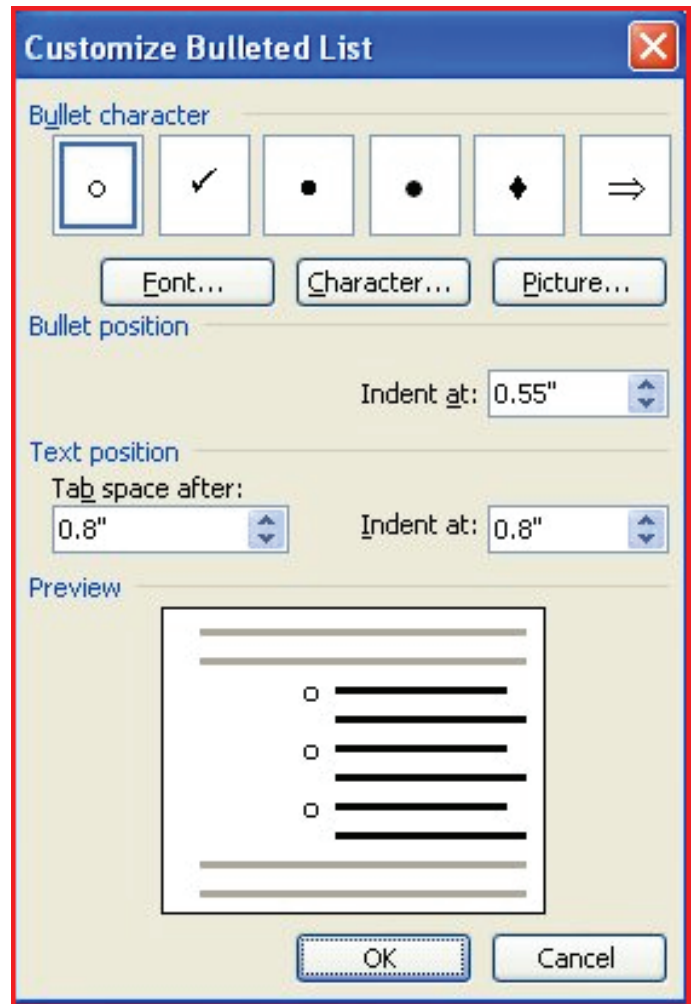 Customize Bulleted List
Bullet character
Font... Character... Picture...
Bullet position
Indent at: 0.55"
Text position
Tab space after:
0.8" Indent at: 0.8"
Preview
OK Cancel